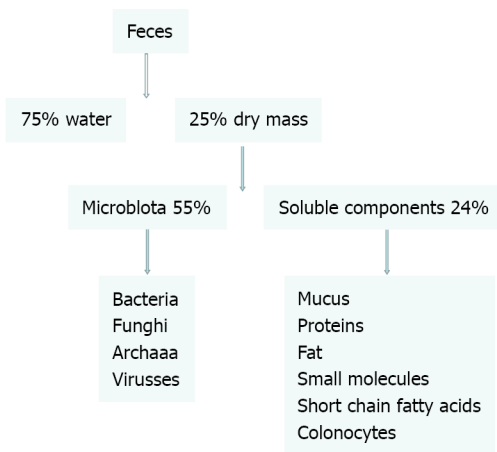 Feces
75% water
25% dry mass
Microblota 55%
Soluble components 24%
Bacteria
Funghi
Archaaa
Virusses
Mucus
Proteins
Fat
Small molecules
Short chain fatty acids
Colonocytes